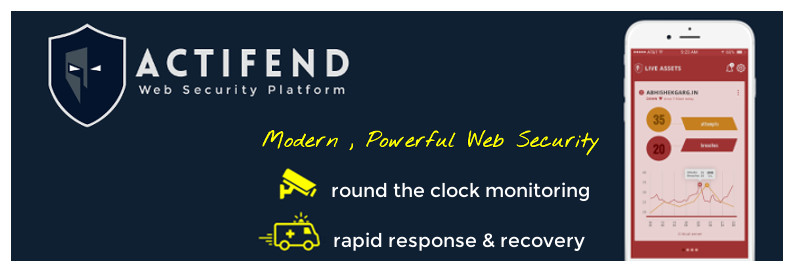 ACTIFEND
Web Security Platform
Modern , Powerful Web Security
round the clock monitoring
rapid response & recovery
LIVE ASSETS
ABHISHEKGARG.IN
35
attempts
20
breaches